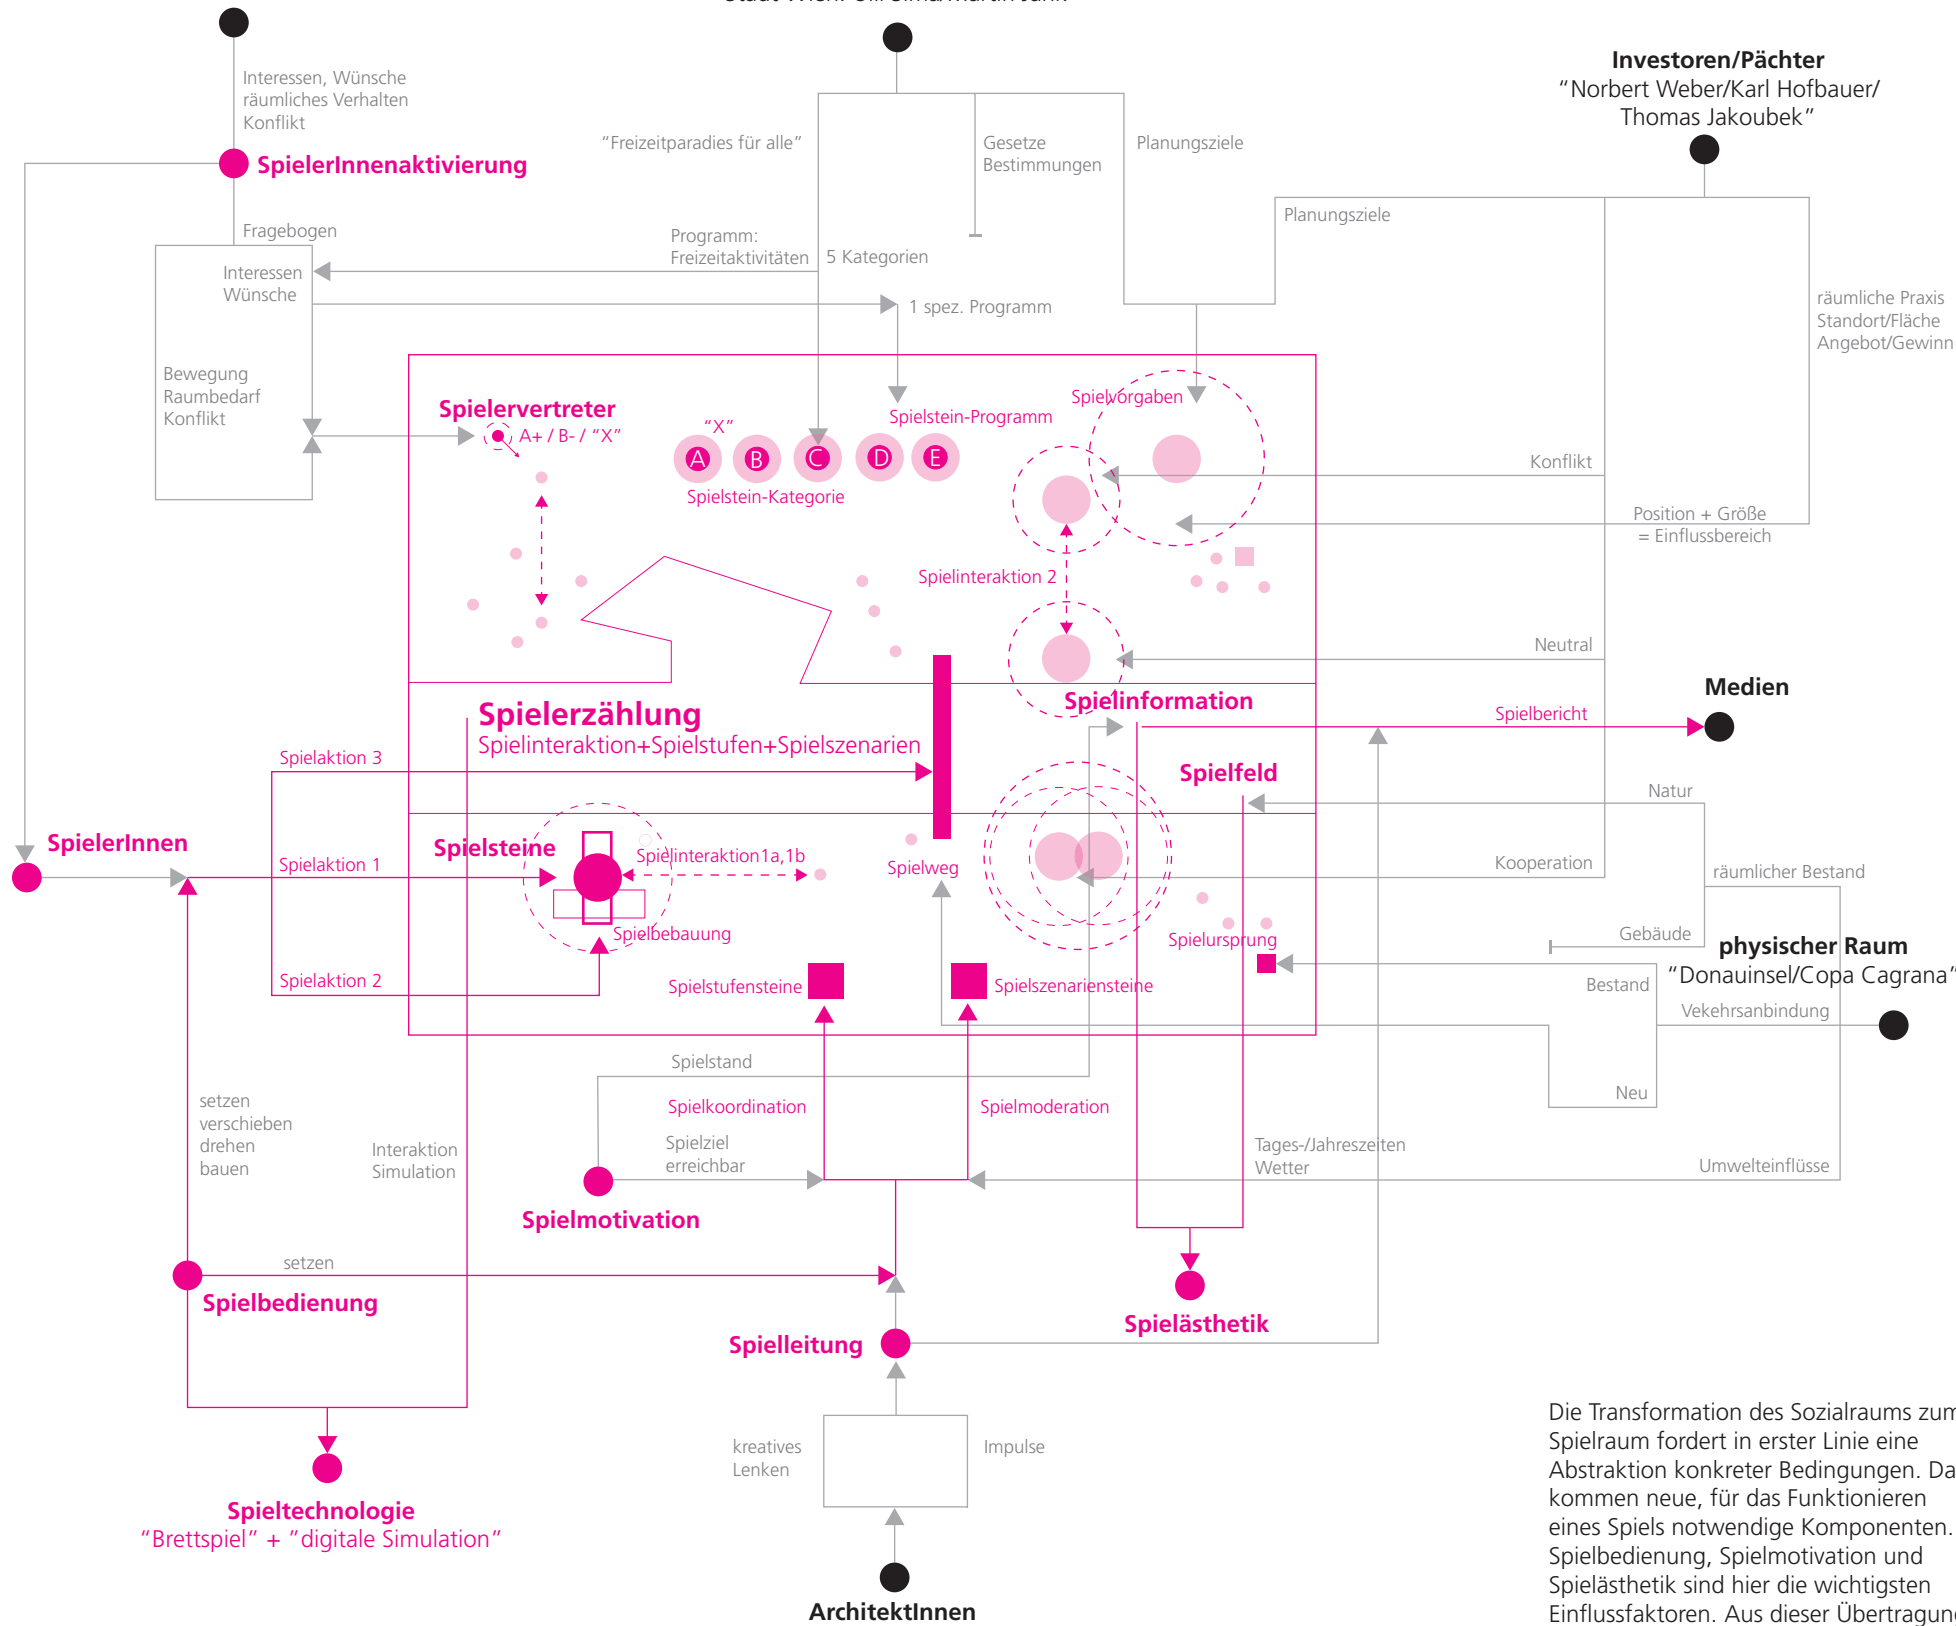 Interessen, Wünsche
räumliches Verhalten
Konflikt
SpielerInnenaktivierung
Fragebogen
Interessen
Wünsche
Bewegung
Raumbedarf
Konflikt
"Freizeitparadies für alle"
Gesetze
Bestimmungen
Planungsziele
Programm:
Freizeitaktivitäten
5 Kategorien
1 spez. Programm
Investoren/Pächter
"Norbert Weber/Karl Hofbauer/
Thomas Jakoubek"
Planungsziele
räumliche Praxis
Standort/Fläche
Angebot/Gewinn
Spielervertreter
A+ / B- / "X"
"X"
A B C D E
Spielstein-Programm
Spielstein-Kategorie
Spielvorgaben
Konflikt
Position + Größe
= Einflussbereich
Spielinteraktion 2
Neutral
Medien
Spielerzählung
Spielinteraktion+Spielstufen+Spielszenarien
Spielinformation
Spielbericht
Spielaktion 3
Spielfeld
Natur
SpielerInnen
Spielaktion 1
Spielsteine
Spielinteraktion1a,1b
Spielweg
Kooperation
räumlicher Bestand
Spielbebauung
Spielursprung
Gebäude
physischer Raum
"Donauinsel/Copa Cagrana"
Spielaktion 2
Spielstufensteine
Spielszenariensteine
Bestand
Vekehrsanbindung
Spielstand
Neu
setzen
verschieben
drehen
bauen
Interaktion
Simulation
Spielkoordination
Spielmoderation
Spielziel
erreichbar
Tages-/Jahreszeiten
Wetter
Umwelteinflüsse
Spielmotivation
setzen
Spielbedienung
Spielleitung
Spielästhetik
kreatives
Lenken
Impulse
Spieltechnologie
"Brettspiel" + "digitale Simulation"
ArchitektInnen
Die Transformation des Sozialraums zum
Spielraum fordert in erster Linie eine
Abstraktion konkreter Bedingungen. Da
kommen neue, für das Funktionieren
eines Spiels notwendige Komponenten.
Spielbedienung, Spielmotivation und
Spielästhetik sind hier die wichtigsten
Einflussfaktoren. Aus dieser Übertragung